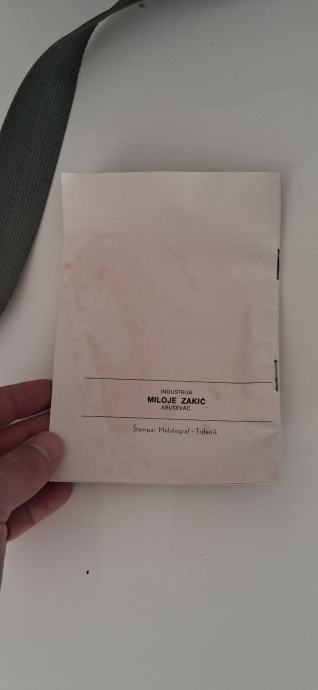 INDUSTRIJA
MILOJE ZAKIĆ
KRUŠEVAC
Štampa: Metalograf - Trstenik